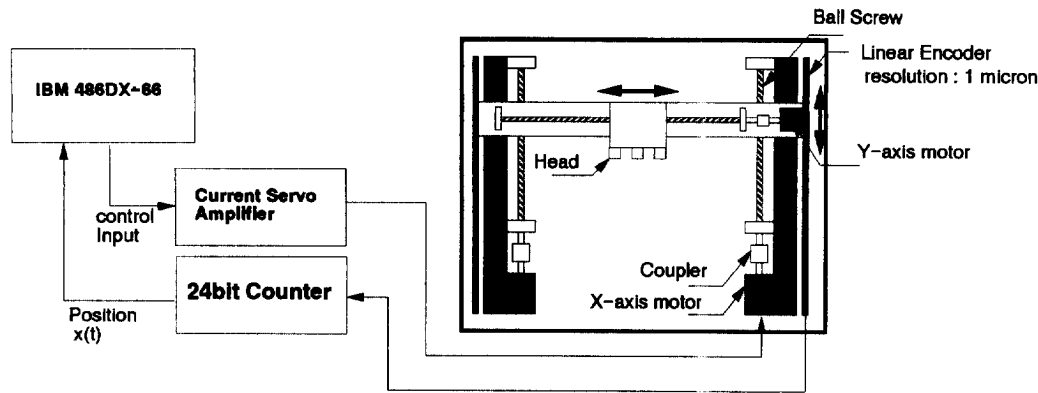 IBM 486DX-66
control
Input
Current Servo
Amplifier
24bit Counter
Position
x(t)
Ball Screw
Linear Encoder
resolution : 1 micron
Y-axis motor
Head
Coupler
X-axis motor